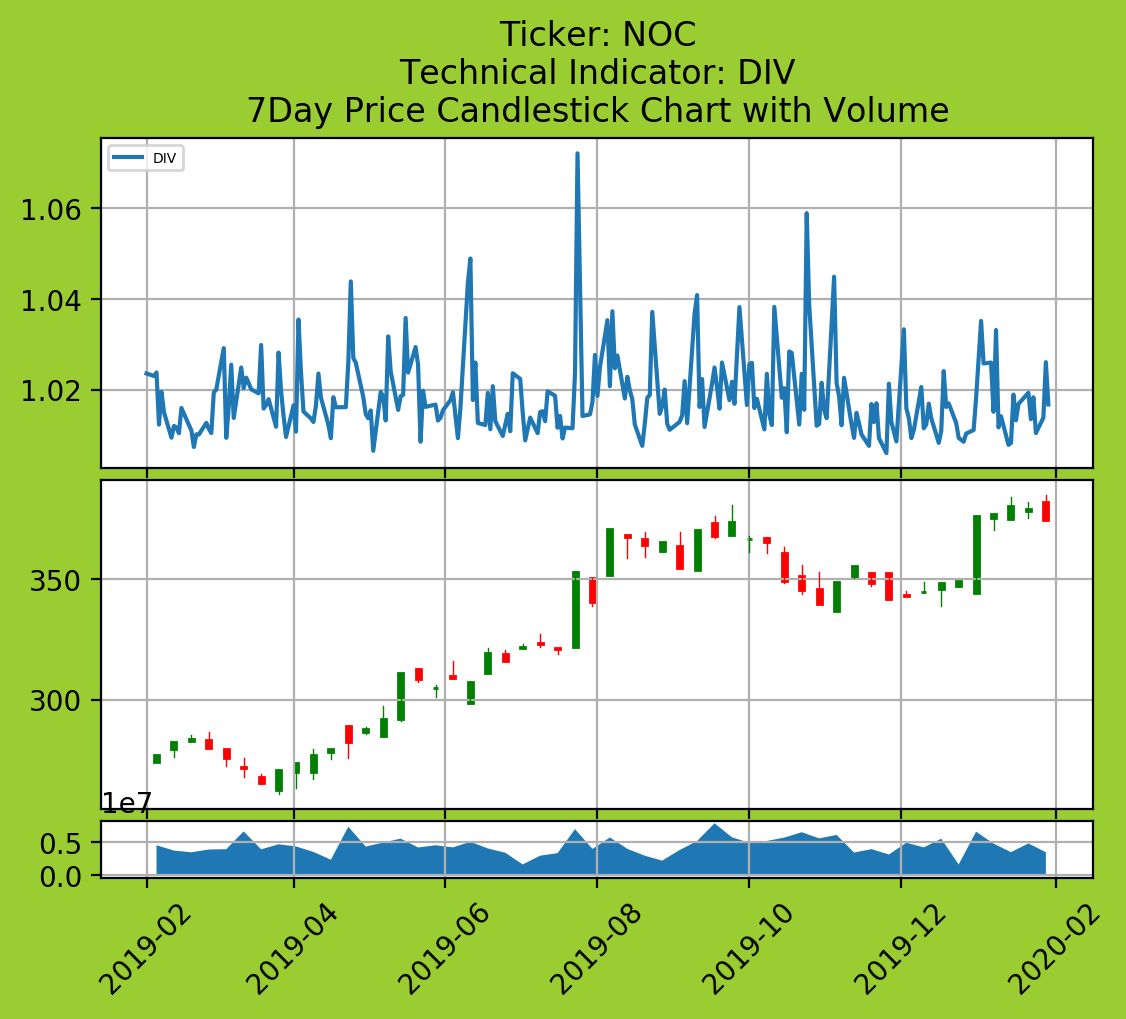 Ticker: NOC
Technical Indicator: DIV
7Day Price Candlestick Chart with Volume
DIV
1.06
1.04
1.02
350
300
1e7
0.5
0.0
2019-02
2019-04
2019-06
2019-08
2019-10
2019-12
2020-02